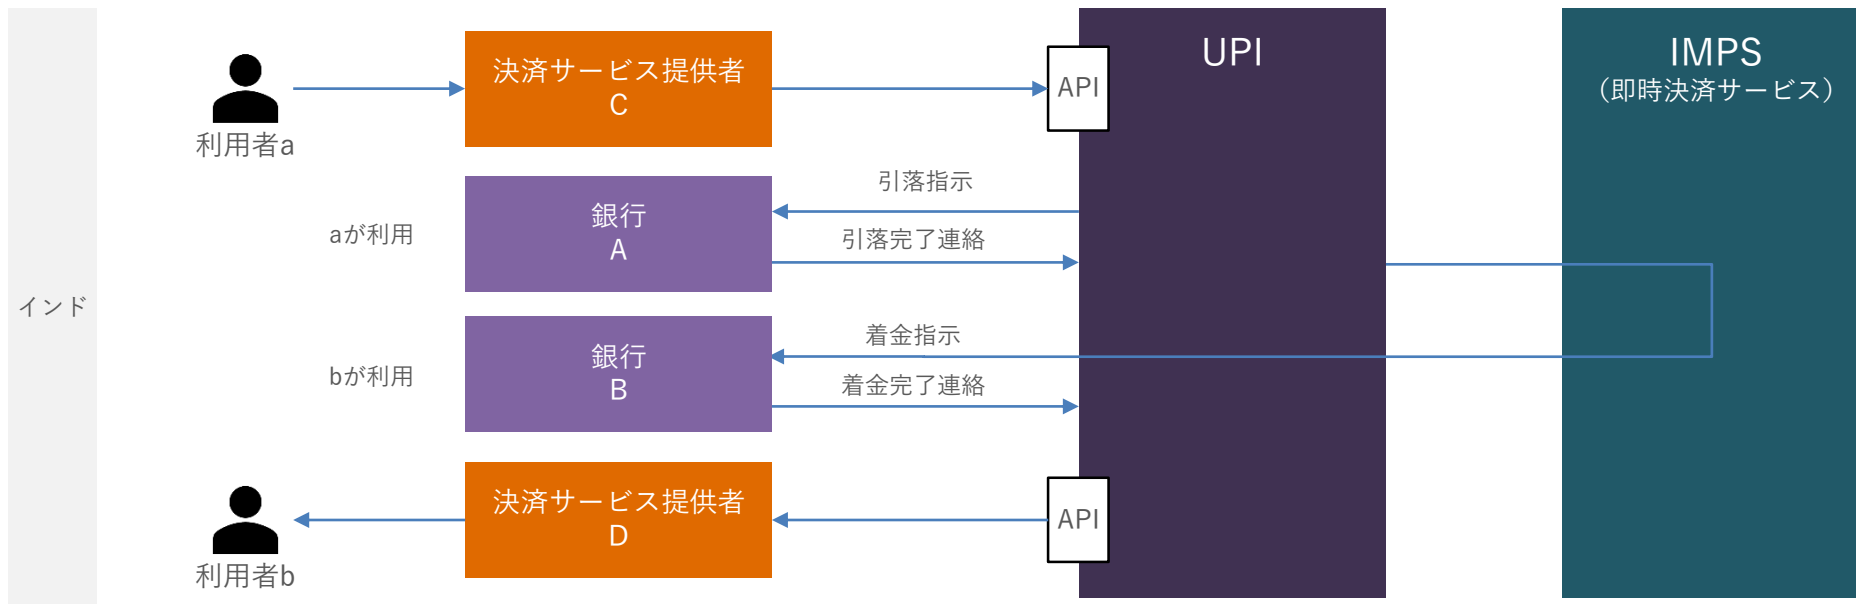 インド
利用者a
決済サービス提供者
C
API
UPI
IMPS
（即時決済サービス）
aが利用
銀行
A
引落指示
引落完了連絡
bが利用
銀行
B
着金指示
着金完了連絡
利用者b
決済サービス提供者
D
API